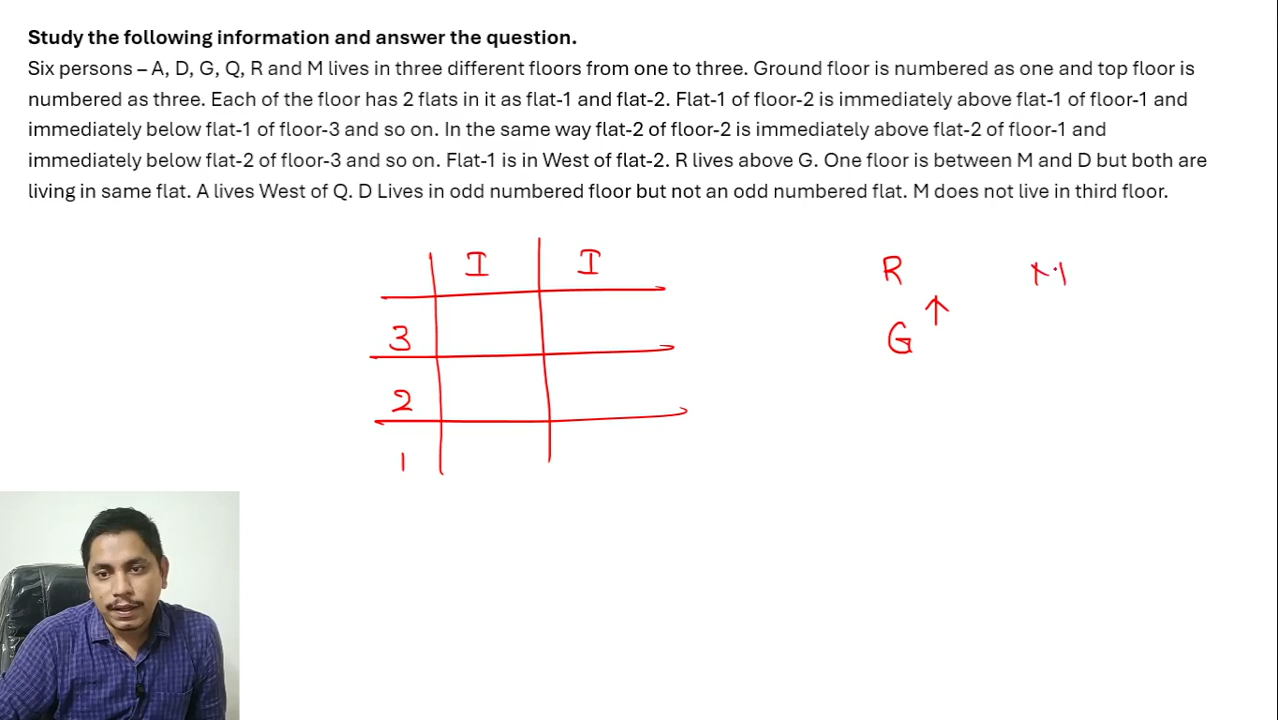 Study the following information and answer the question.
Six persons – A, D, G, Q, R and M lives in three different floors from one to three. Ground floor is numbered as one and top floor is
numbered as three. Each of the floor has 2 flats in it as flat-1 and flat-2. Flat-1 of floor-2 is immediately above flat-1 of floor-1 and
immediately below flat-1 of floor-3 and so on. In the same way flat-2 of floor-2 is immediately above flat-2 of floor-1 and
immediately below flat-2 of floor-3 and so on. Flat-1 is in West of flat-2. R lives above G. One floor is between M and D but both are
living in same flat. A lives West of Q. D Lives in odd numbered floor but not an odd numbered flat. M does not live in third floor.
I I
R
3
G
2
1